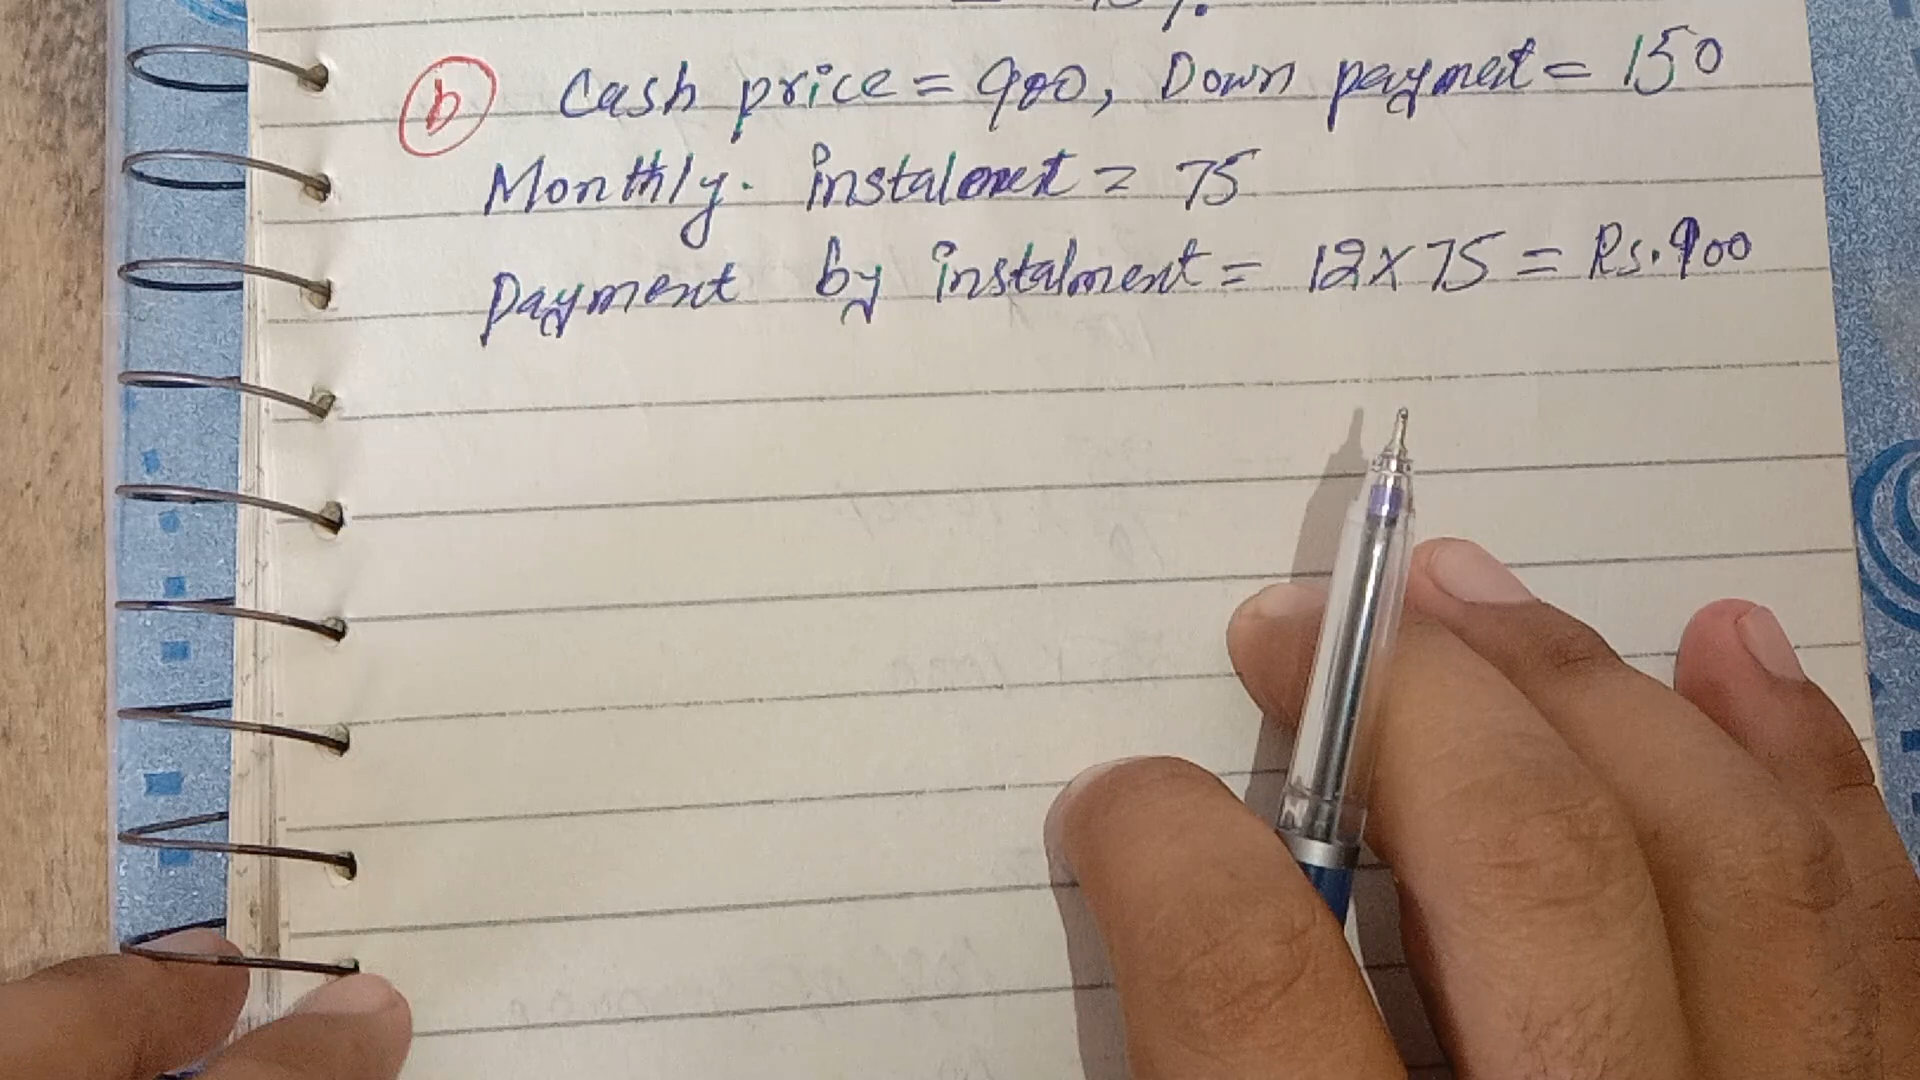 (b) Cash price = 900, Down payment = 150
Monthly. instalment = 75
Payment by instalment = 12 x 75 = Rs. 900